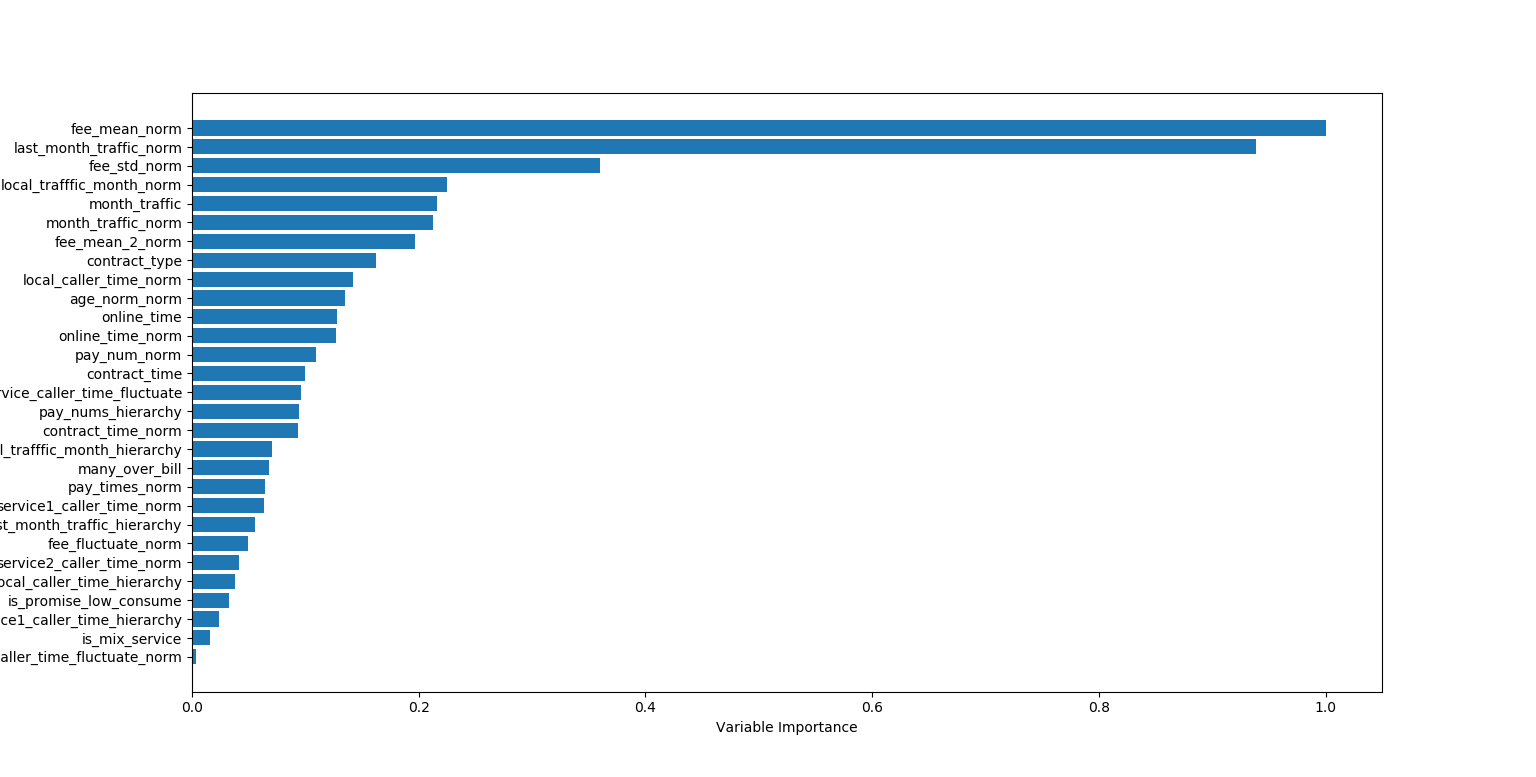 fee_mean_norm
last_month_traffic_norm
fee_std_norm
local_trafffic_month_norm
month_traffic
month_traffic_norm
fee_mean_2_norm
contract_type
local_caller_time_norm
age_norm_norm
online_time
online_time_norm
pay_num_norm
contract_time
rvice_caller_time_fluctuate
pay_nums_hierarchy
contract_time_norm
l_trafffic_month_hierarchy
many_over_bill
pay_times_norm
service1_caller_time_norm
st_month_traffic_hierarchy
fee_fluctuate_norm
service2_caller_time_norm
ocal_caller_time_hierarchy
is_promise_low_consume
ce1_caller_time_hierarchy
is_mix_service
aller_time_fluctuate_norm
0.0 0.2 0.4 0.6 0.8 1.0
Variable Importance